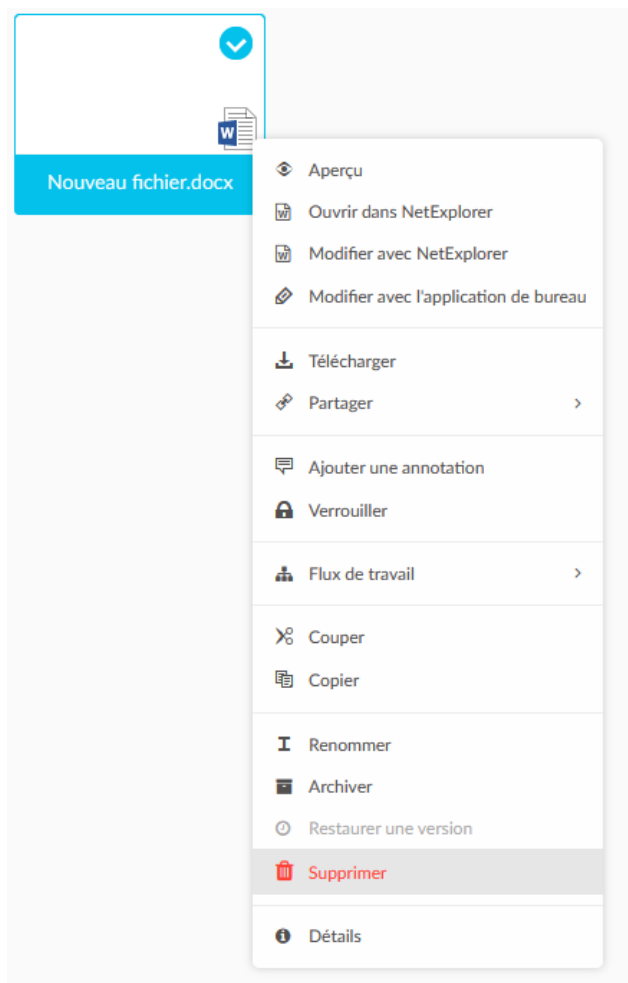 W
Nouveau fichier.docx
Aperçu
Ouvrir dans NetExplorer
Modifier avec NetExplorer
Modifier avec l'application de bureau
Télécharger
Partager
Ajouter une annotation
Verrouiller
Flux de travail
Couper
Copier
Renommer
Archiver
Restaurer une version
Supprimer
Détails